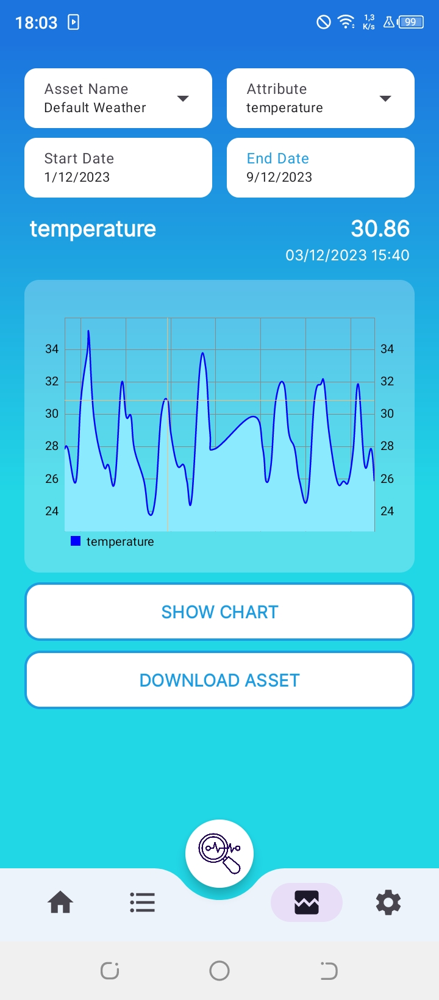 18:03
1,3
K/s
99
Asset Name
Default Weather
Attribute
temperature
Start Date
1/12/2023
End Date
9/12/2023
temperature
30.86
03/12/2023 15:40
34 34
32 32
30 30
28 28
26 26
24 24
temperature
SHOW CHART
DOWNLOAD ASSET